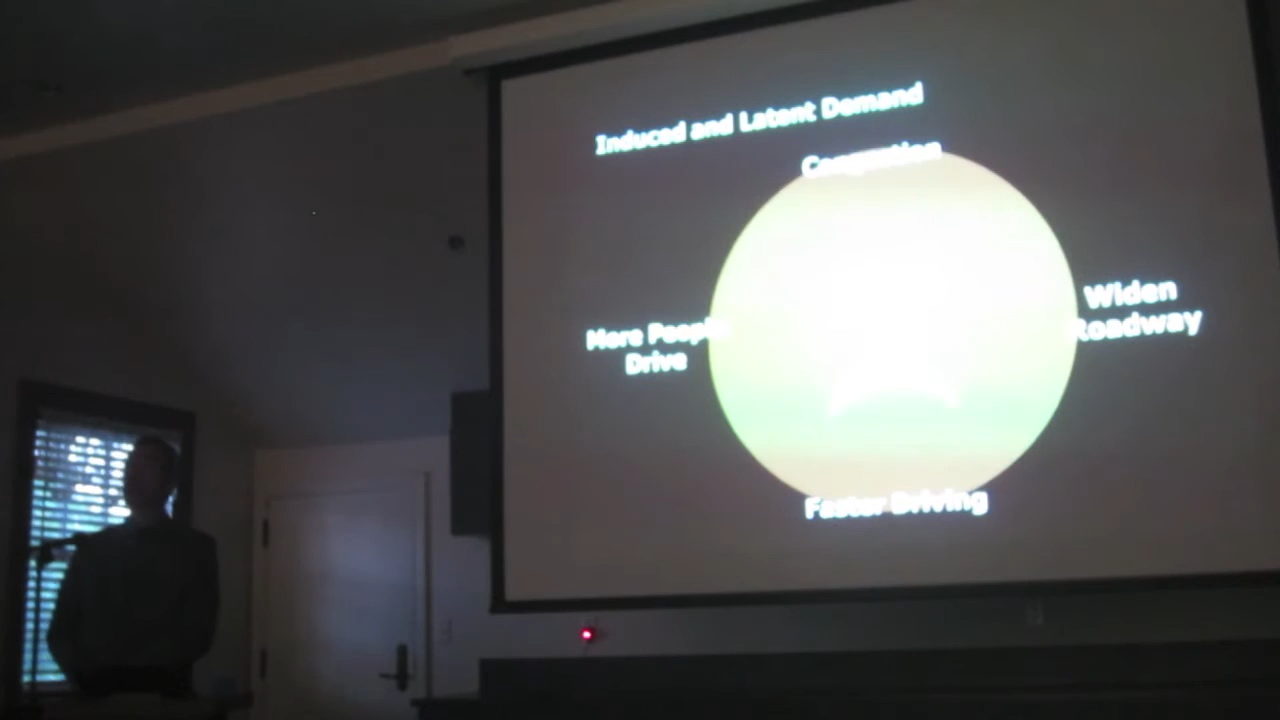 Induced and Latent Demand
Congestion
Widen
Roadway
More People
Drive
Faster Driving